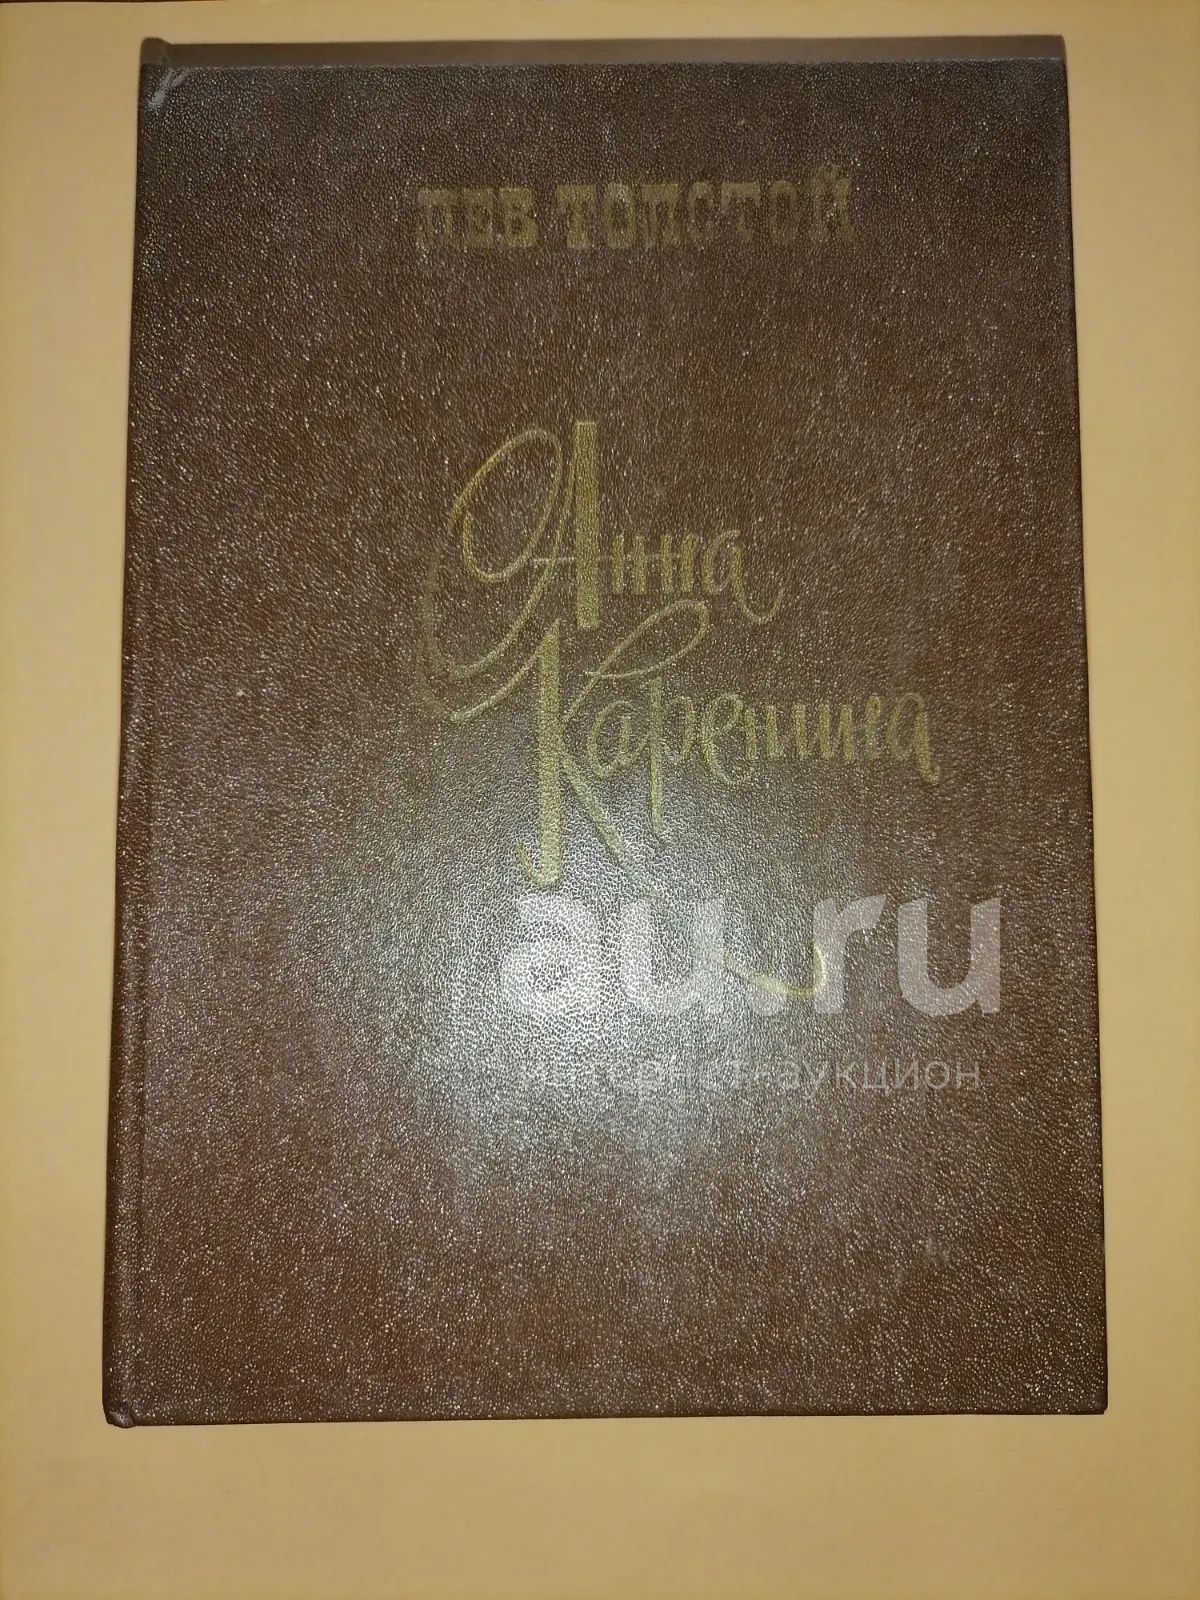 ЛЕВ ТОЛСТОЙ
Анна
Каренина
au.ru
интернет-аукцион